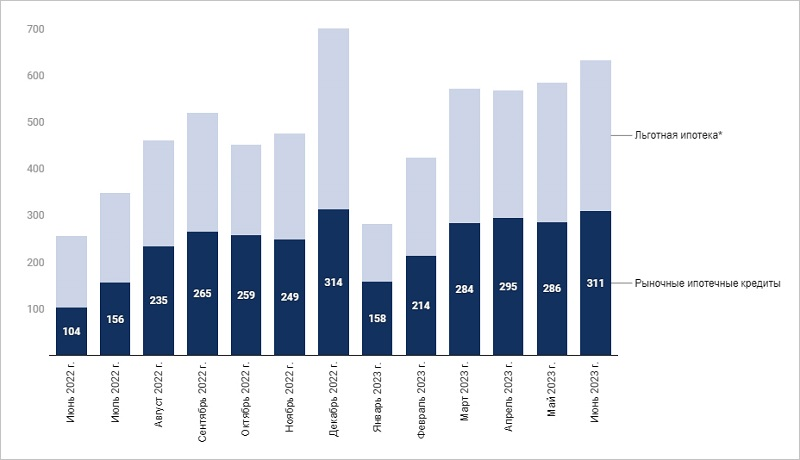 700
600
500
400
300
200
100
Льготная ипотека*
Рыночные ипотечные кредиты
104
156
235
265
259
249
314
158
214
284
295
286
311
Июнь 2022 г.
Июль 2022 г.
Август 2022 г.
Сентябрь 2022 г.
Октябрь 2022 г.
Ноябрь 2022 г.
Декабрь 2022 г.
Январь 2023 г.
Февраль 2023 г.
Март 2023 г.
Апрель 2023 г.
Май 2023 г.
Июнь 2023 г.